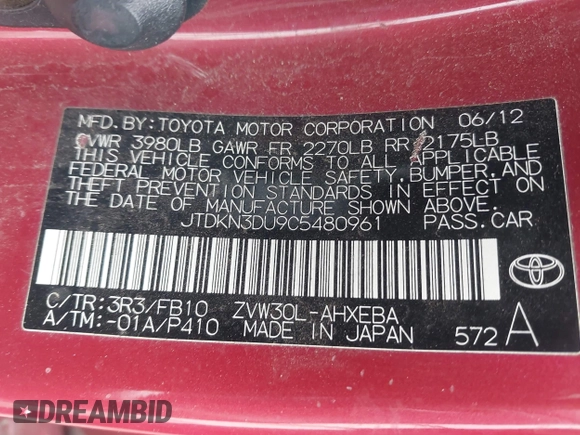 MFD. BY: TOYOTA MOTOR CORPORATION 06/12
GVWR 3980LB GAWR FR 2270LB RR 2175LB
THIS VEHICLE CONFORMS TO ALL APPLICABLE
FEDERAL MOTOR VEHICLE SAFETY, BUMPER, AND
THEFT PREVENTION STANDARDS IN EFFECT ON
THE DATE OF MANUFACTURE SHOWN ABOVE.
JTDKN3DU9C5480961 PASS. CAR
C/TR: 3R3/FB10 ZVW30L-AHXEBA
A/TM: -01A/P410 MADE IN JAPAN 572 A
DREAMBID